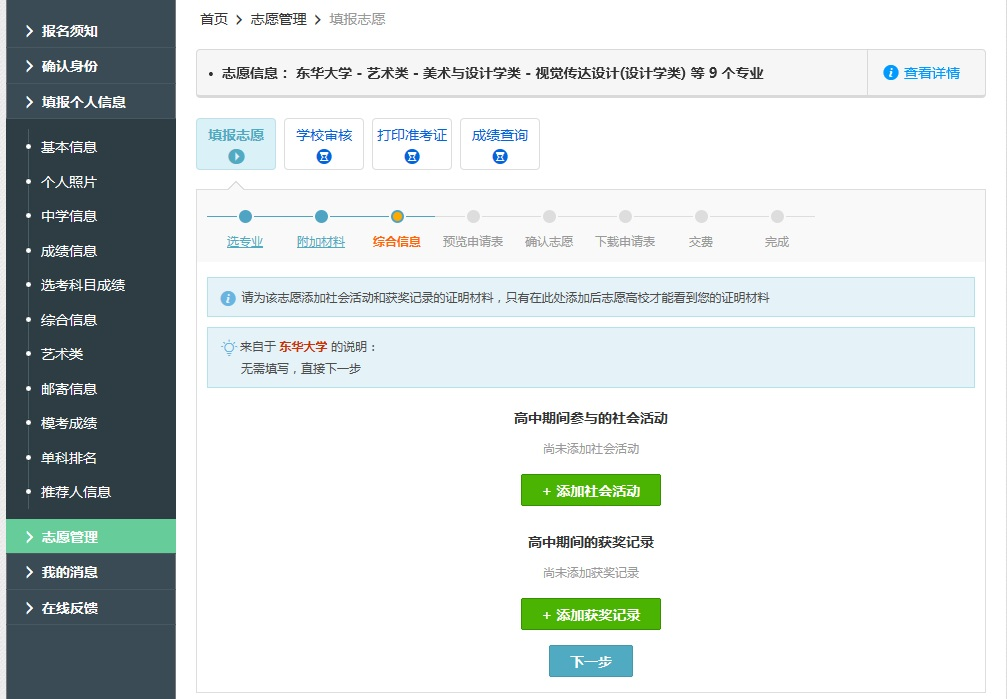 报名须知
确认身份
填报个人信息
基本信息
个人照片
中学信息
成绩信息
选考科目成绩
综合信息
艺术类
邮寄信息
模考成绩
单科排名
推荐人信息
志愿管理
我的消息
在线反馈
首页 > 志愿管理 > 填报志愿
• 志愿信息： 东华大学 - 艺术类 - 美术与设计学类 - 视觉传达设计(设计学类) 等 9 个专业
查看详情
填报志愿 学校审核 打印准考证 成绩查询
选专业 附加材料 综合信息 预览申请表 确认志愿 下载申请表 交费 完成
请为该志愿添加社会活动和获奖记录的证明材料，只有在此处添加后志愿高校才能看到您的证明材料
来自于 东华大学 的说明：
无需填写，直接下一步
高中期间参与的社会活动
尚未添加社会活动
+ 添加社会活动
高中期间的获奖记录
尚未添加获奖记录
+ 添加获奖记录
下一步